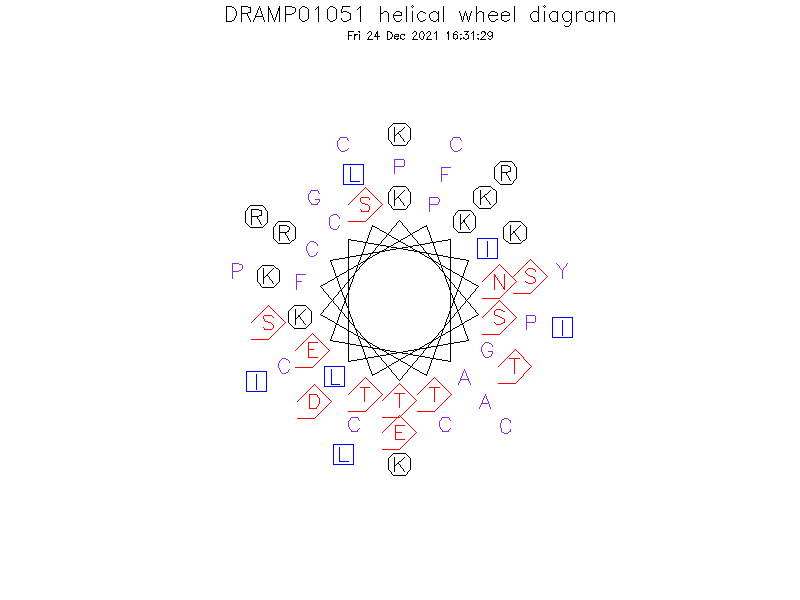 DRAMP01051 helical wheel diagram
Fri 24 Dec 2021 16:31:29
K
C C
P
L F R
G K K
S P
R C K
R K
C I
P K F N S Y
S K S P I
E G
C T
I L A
D T T T A
C E C C
L
K